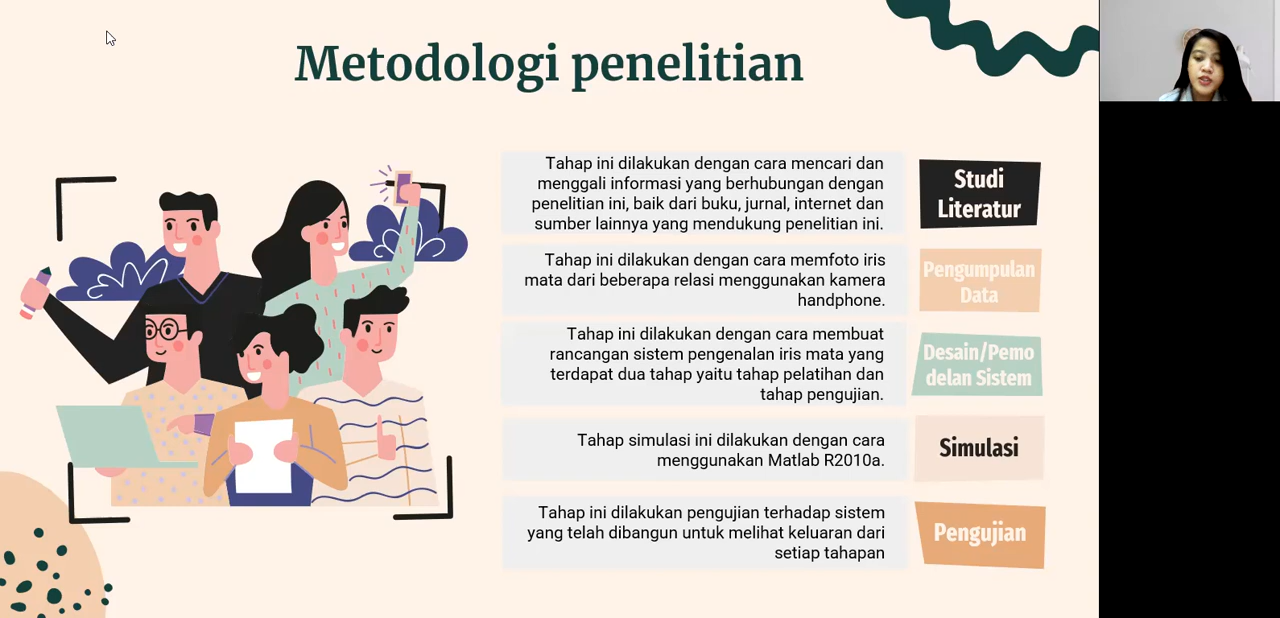 Metodologi penelitian
Tahap ini dilakukan dengan cara mencari dan
menggali informasi yang berhubungan dengan
penelitian ini, baik dari buku, jurnal, internet dan
sumber lainnya yang mendukung penelitian ini.
Studi
Literatur
Tahap ini dilakukan dengan cara memfoto iris
mata dari beberapa relasi menggunakan kamera
handphone.
Pengumpulan
Data
Tahap ini dilakukan dengan cara membuat
rancangan sistem pengenalan iris mata yang
terdapat dua tahap yaitu tahap pelatihan dan
tahap pengujian.
Desain/Pemo
delan Sistem
Tahap simulasi ini dilakukan dengan cara
menggunakan Matlab R2010a.
Simulasi
Tahap ini dilakukan pengujian terhadap sistem
yang telah dibangun untuk melihat keluaran dari
setiap tahapan
Pengujian